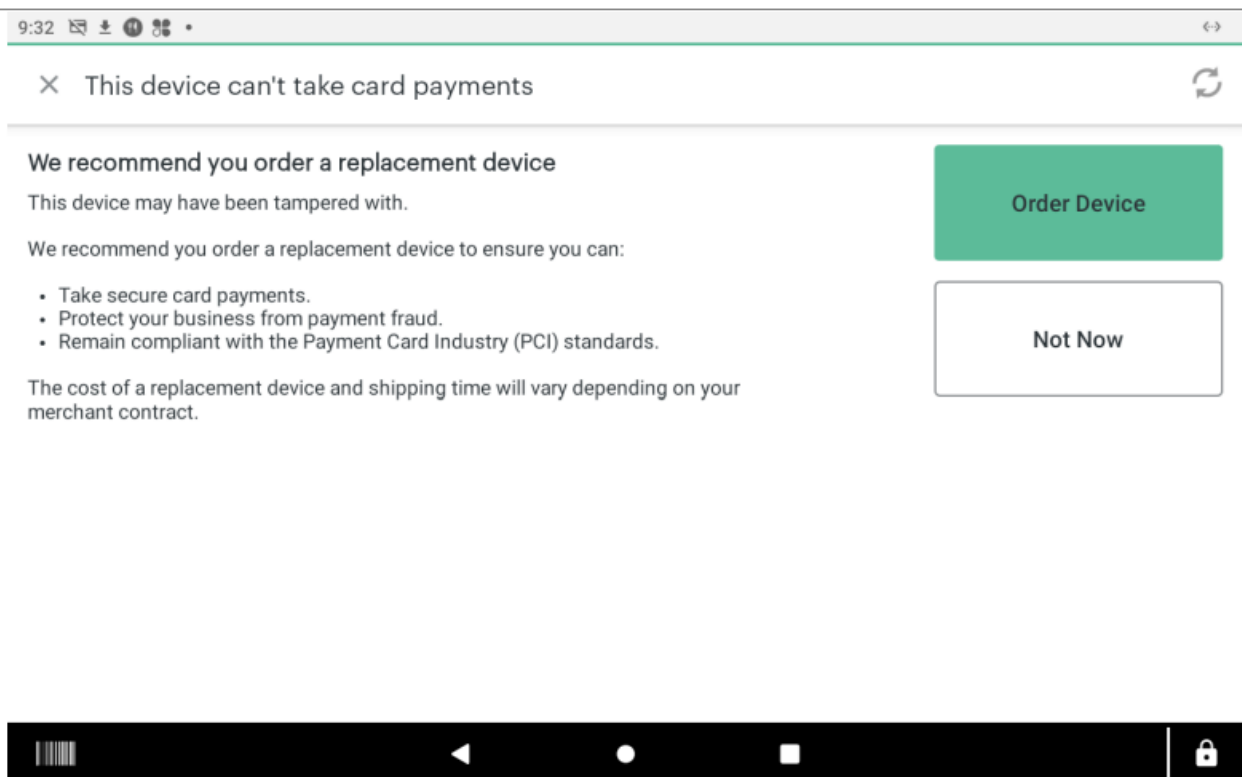 9:32
This device can't take card payments
We recommend you order a replacement device
This device may have been tampered with.
We recommend you order a replacement device to ensure you can:
• Take secure card payments.
• Protect your business from payment fraud.
• Remain compliant with the Payment Card Industry (PCI) standards.
The cost of a replacement device and shipping time will vary depending on your
merchant contract.
Order Device
Not Now